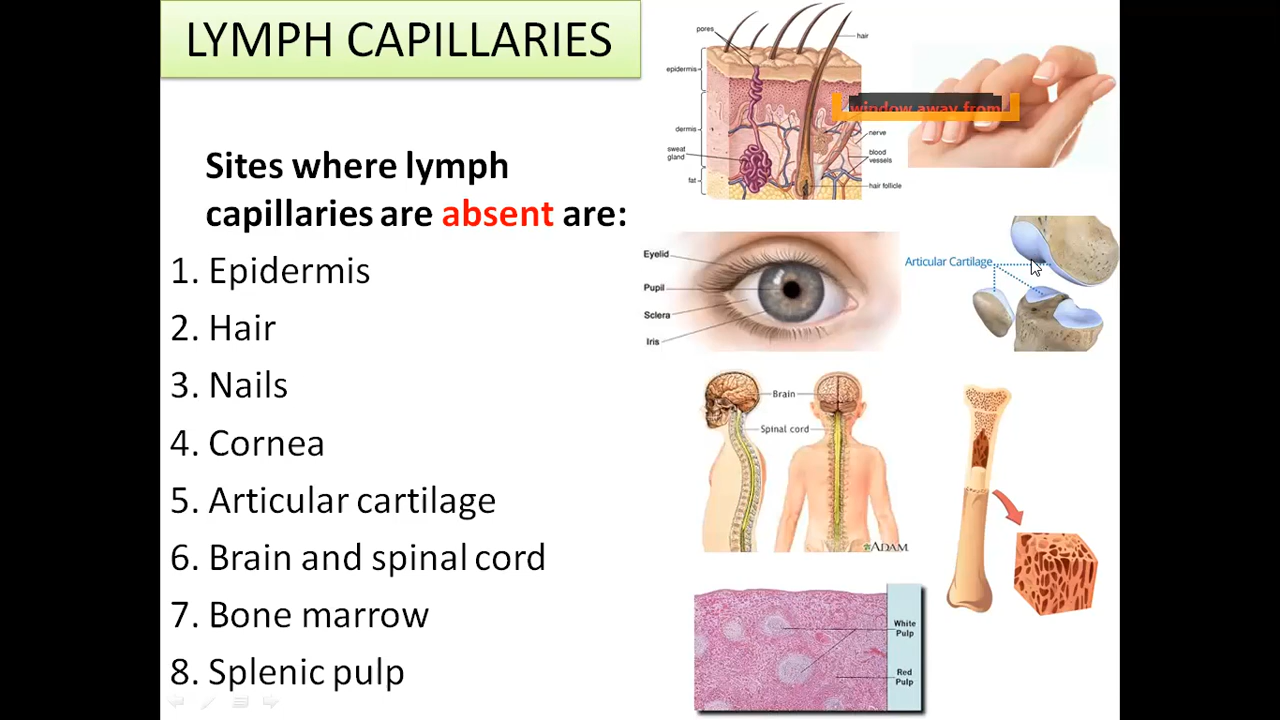 LYMPH CAPILLARIES
Sites where lymph
capillaries are absent are:
1. Epidermis
2. Hair
3. Nails
4. Cornea
5. Articular cartilage
6. Brain and spinal cord
7. Bone marrow
8. Splenic pulp
pores
hair
epidermis
dermis
sweat
gland
fat
nerve
blood
vessels
hair follicle
window away from
Eyelid
Pupil
Sclera
Iris
Articular Cartilage
Brain
Spinal cord
ADAM
White
Pulp
Red
Pulp